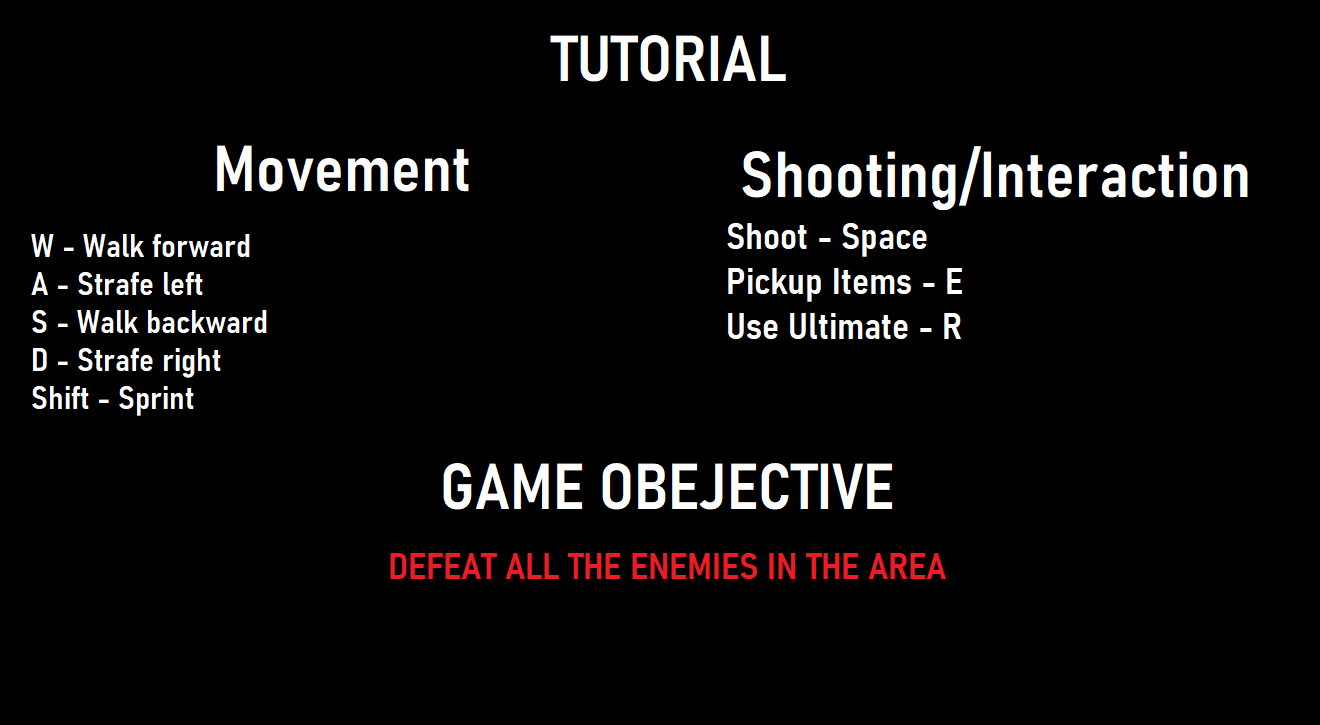 TUTORIAL
Movement
W - Walk forward
A - Strafe left
S - Walk backward
D - Strafe right
Shift - Sprint
Shooting/Interaction
Shoot - Space
Pickup Items - E
Use Ultimate - R
GAME OBEJECTIVE
DEFEAT ALL THE ENEMIES IN THE AREA